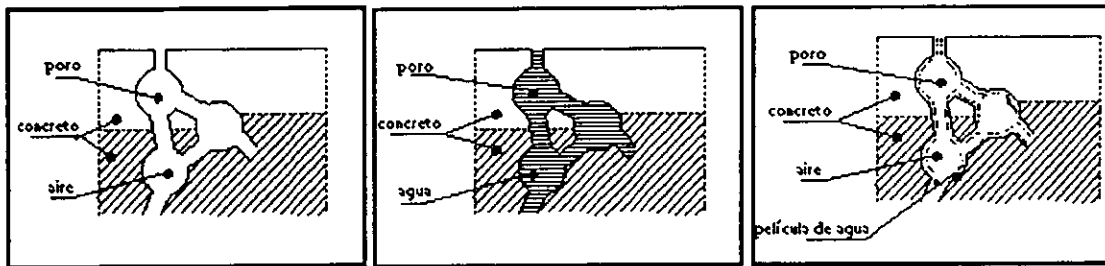 poro
concreto
aire
poro
concreto
agua
poro
concreto
aire
película de agua